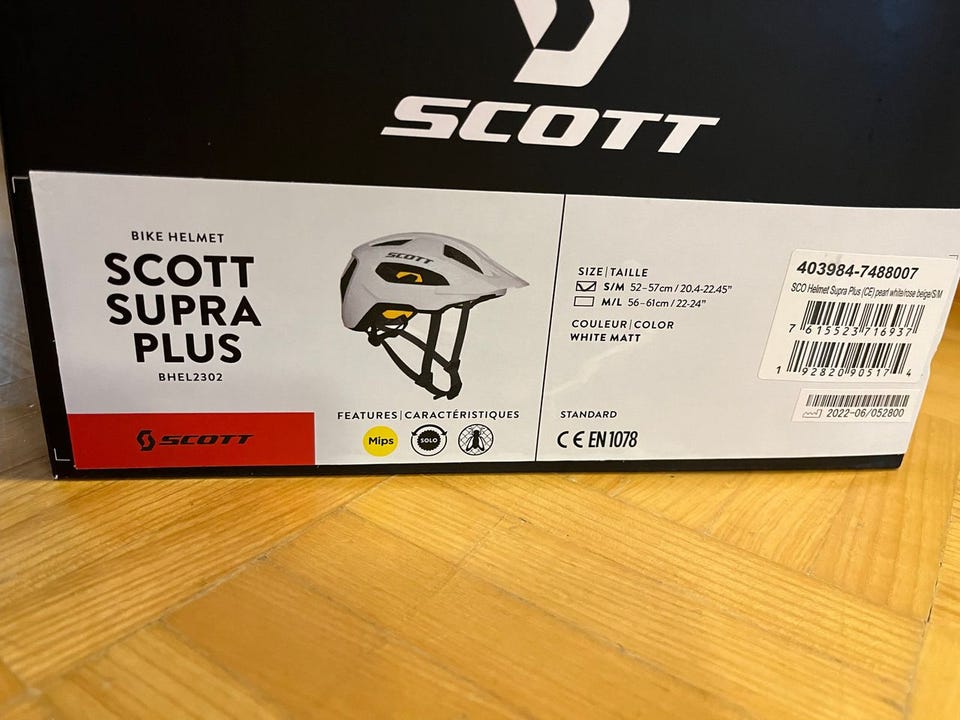 SCOTT
BIKE HELMET
SCOTT
SUPRA
PLUS
BHEL2302
SCOTT
SCOTT
FEATURES | CARACTÉRISTIQUES
Mips
SOLO
SIZE | TAILLE
S/M 52–57cm / 20.4-22.45"
M/L 56–61cm / 22-24"
COULEUR | COLOR
WHITE MATT
STANDARD
CE EN 1078
403984-7488007
SCO Helmet Supra Plus (CE) pearl white/rose beige/S/M
7 615523 716937
1 92820 90517 4
2022-06/052800